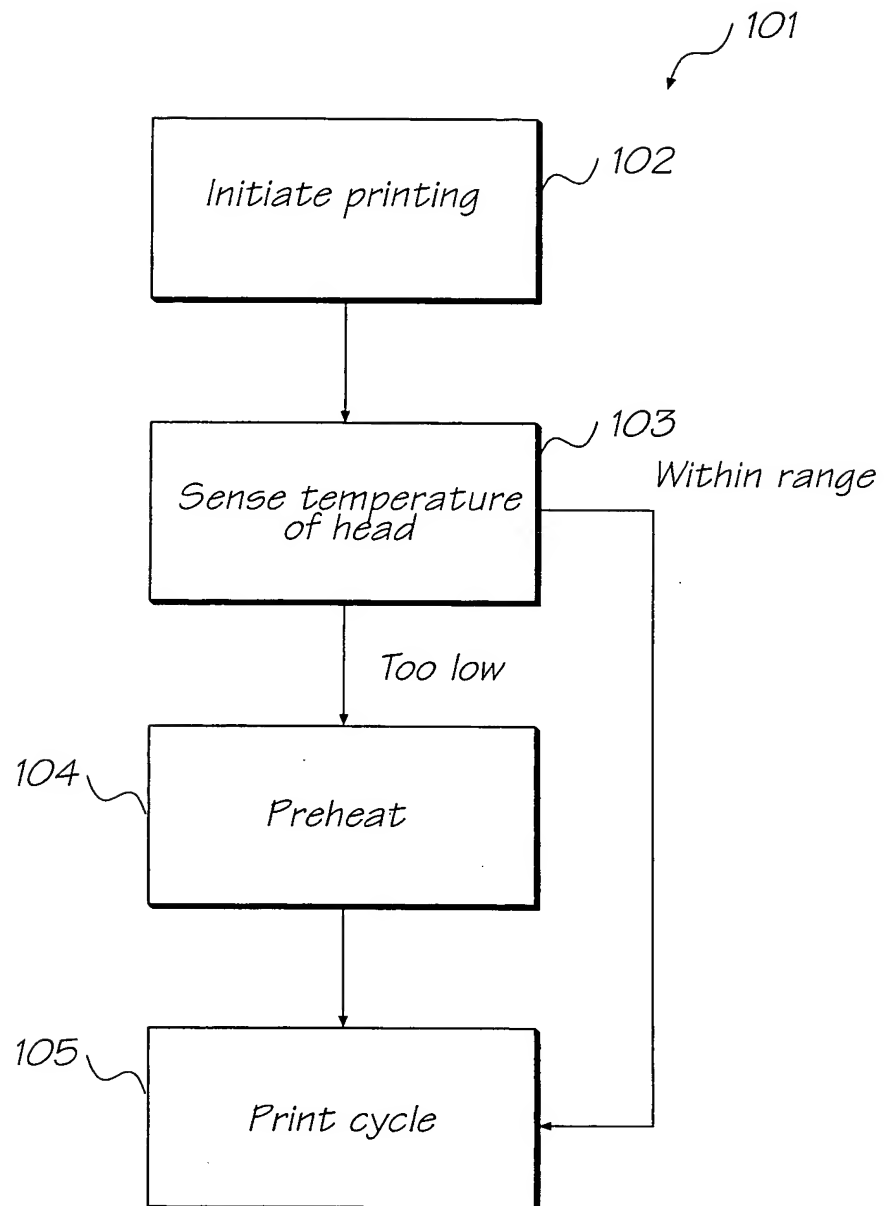 101
Initiate printing
102
103
Within range
Sense temperature
of head
Too low
104
Preheat
105
Print cycle